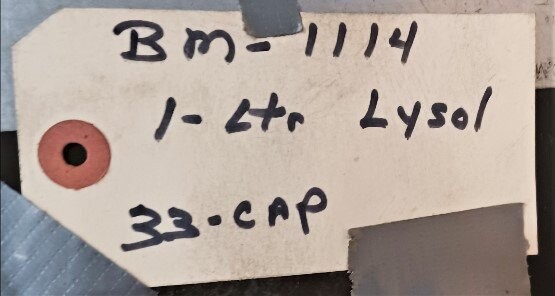 BM-1114
1-Ltr Lysol
33-CAP